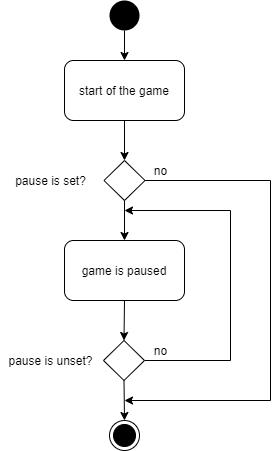 start of the game
no
pause is set?
game is paused
no
pause is unset?